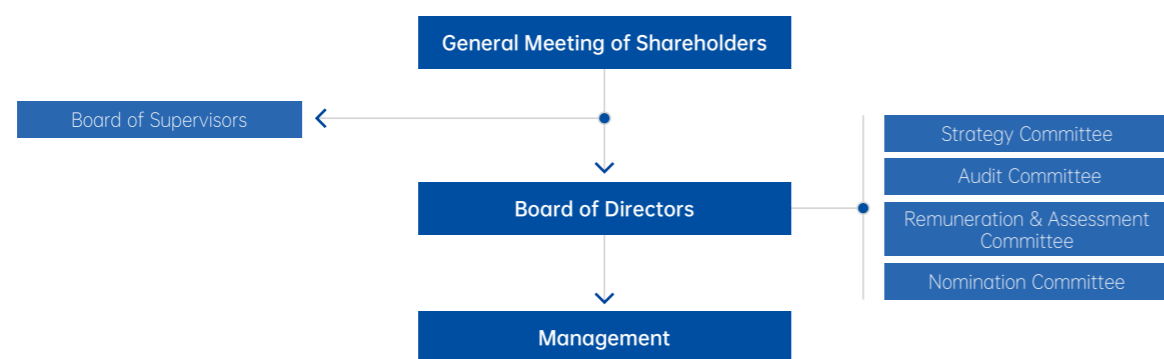 General Meeting of Shareholders
Board of Supervisors
Strategy Committee
Audit Committee
Board of Directors
Remuneration & Assessment
Committee
Nomination Committee
Management